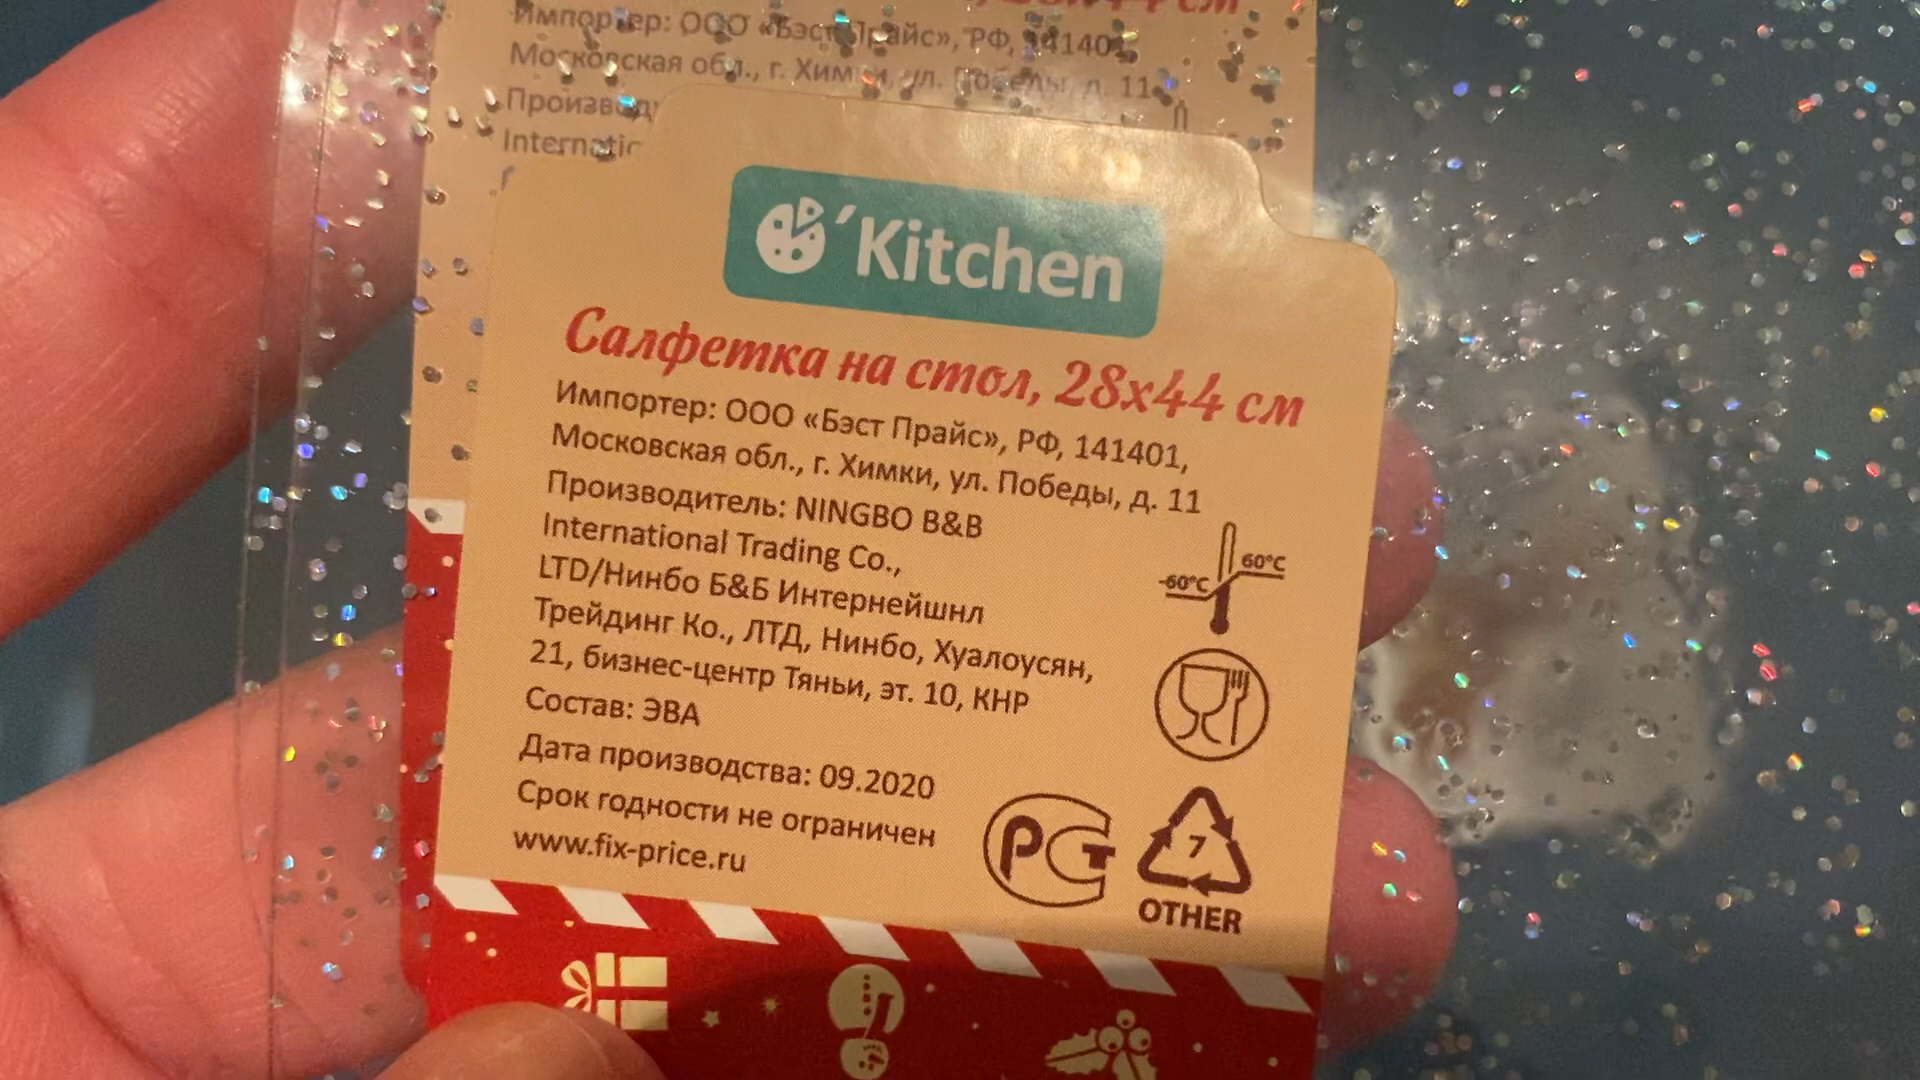 см
Импортер: ООО «Бэст Прайс», РФ, 141401,
Московская обл., г. Химки, ул. Победы, д. 11
Internatic
'Kitchen
Салфетка на стол, 28х44 см
Импортер: ООО «Бэст Прайс», РФ, 141401,
Московская обл., г. Химки, ул. Победы, д. 11
Производитель: NINGBO B&B
International Trading Co.,
LTD/Нинбо Б&Б Интернейшнл
Трейдинг Ко., ЛТД, Нинбо, Хуалоусян,
21, бизнес-центр Тяньи, эт. 10, КНР
Состав: ЭВА
Дата производства: 09.2020
Срок годности не ограничен
www.fix-price.ru
60°C
-60°C
РСТ
7
OTHER